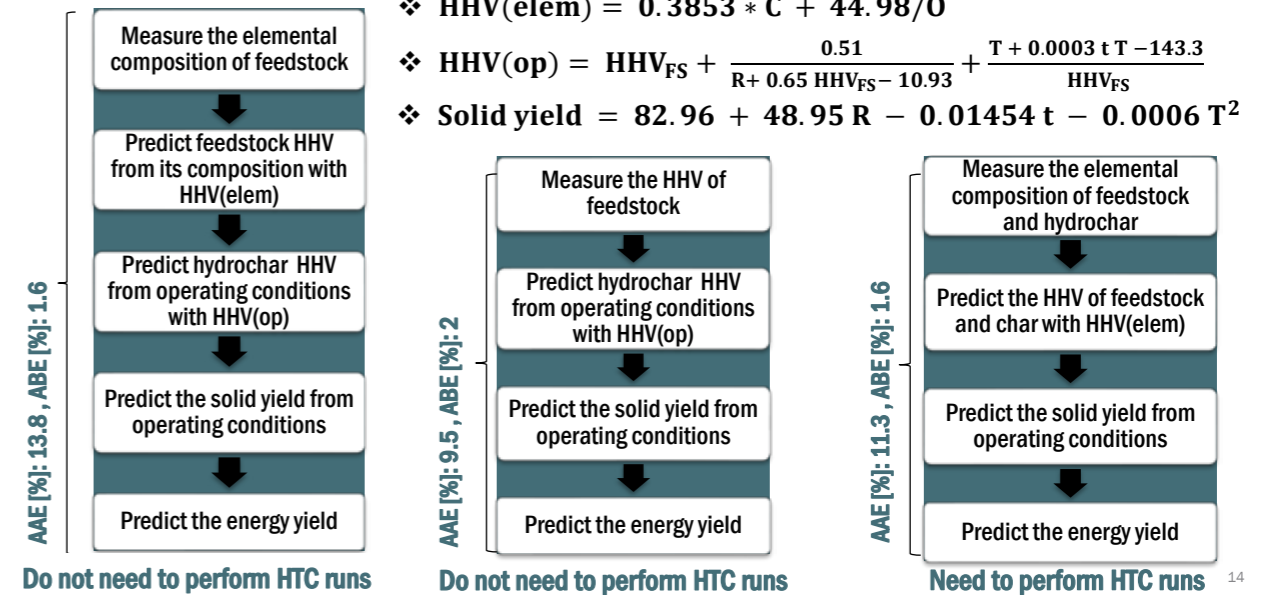 ❖ HHV(elem) = 0.3853 * C + 44.98/O
❖ HHV(op) = HHV_FS + 0.51 / (R+ 0.65 HHV_FS − 10.93) + (T + 0.0003 t T −143.3) / HHV_FS
❖ Solid yield = 82.96 + 48.95 R − 0.01454 t − 0.0006 T²
Measure the elemental
composition of feedstock
Predict feedstock HHV
from its composition with
HHV(elem)
Predict hydrochar HHV
from operating conditions
with HHV(op)
Predict the solid yield from
operating conditions
Predict the energy yield
AAE [%]: 13.8 , ABE [%]: 1.6
Do not need to perform HTC runs
Measure the HHV of
feedstock
Predict hydrochar HHV
from operating conditions
with HHV(op)
Predict the solid yield from
operating conditions
Predict the energy yield
AAE [%]: 9.5 , ABE [%]: 2
Do not need to perform HTC runs
Measure the elemental
composition of feedstock
and hydrochar
Predict the HHV of feedstock
and char with HHV(elem)
Predict the solid yield from
operating conditions
Predict the energy yield
AAE [%]: 11.3 , ABE [%]: 1.6
Need to perform HTC runs
14